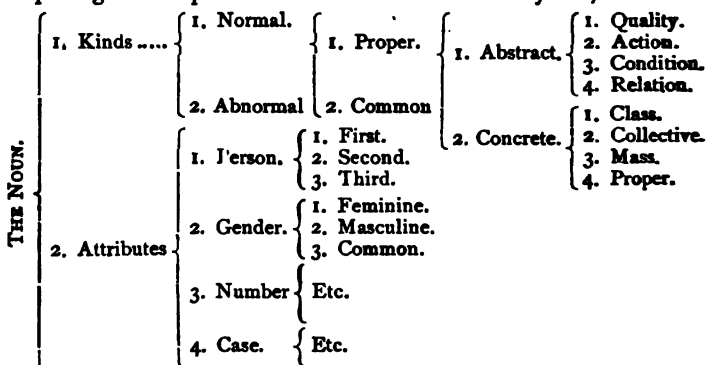 THE NOUN.
1. Kinds .....
1. Normal.
2. Abnormal
1. Proper.
2. Common
1. Abstract.
1. Quality.
2. Action.
3. Condition.
4. Relation.
2. Concrete.
1. Class.
2. Collective.
3. Mass.
4. Proper.
2. Attributes
1. J'erson.
1. First.
2. Second.
3. Third.
2. Gender.
1. Feminine.
2. Masculine.
3. Common.
3. Number
Etc.
4. Case.
Etc.